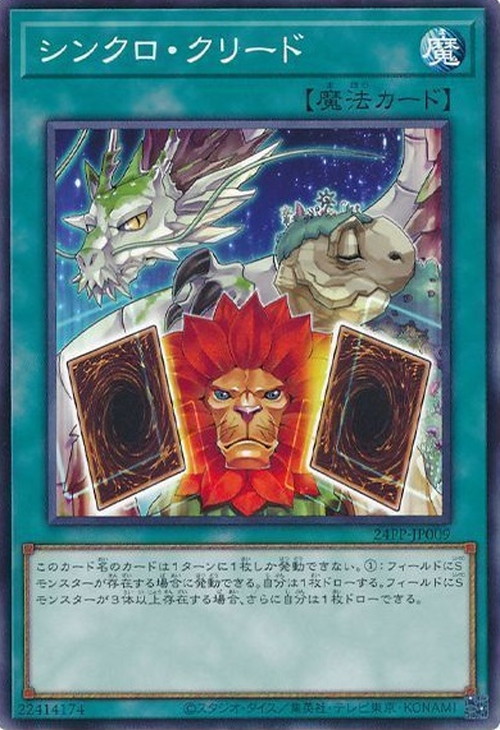 シンクロ・クリード
魔
【魔法カード】
24PP-JP009
このカード名のカードは1ターンに1枚しか発動できない。①：フィールドにS
モンスターが存在する場合に発動できる。自分は1枚ドローする。フィールドにS
モンスターが3体以上存在する場合、さらに自分は1枚ドローできる。
22414174
©スタジオ・ダイス／集英社・テレビ東京・KONAMI